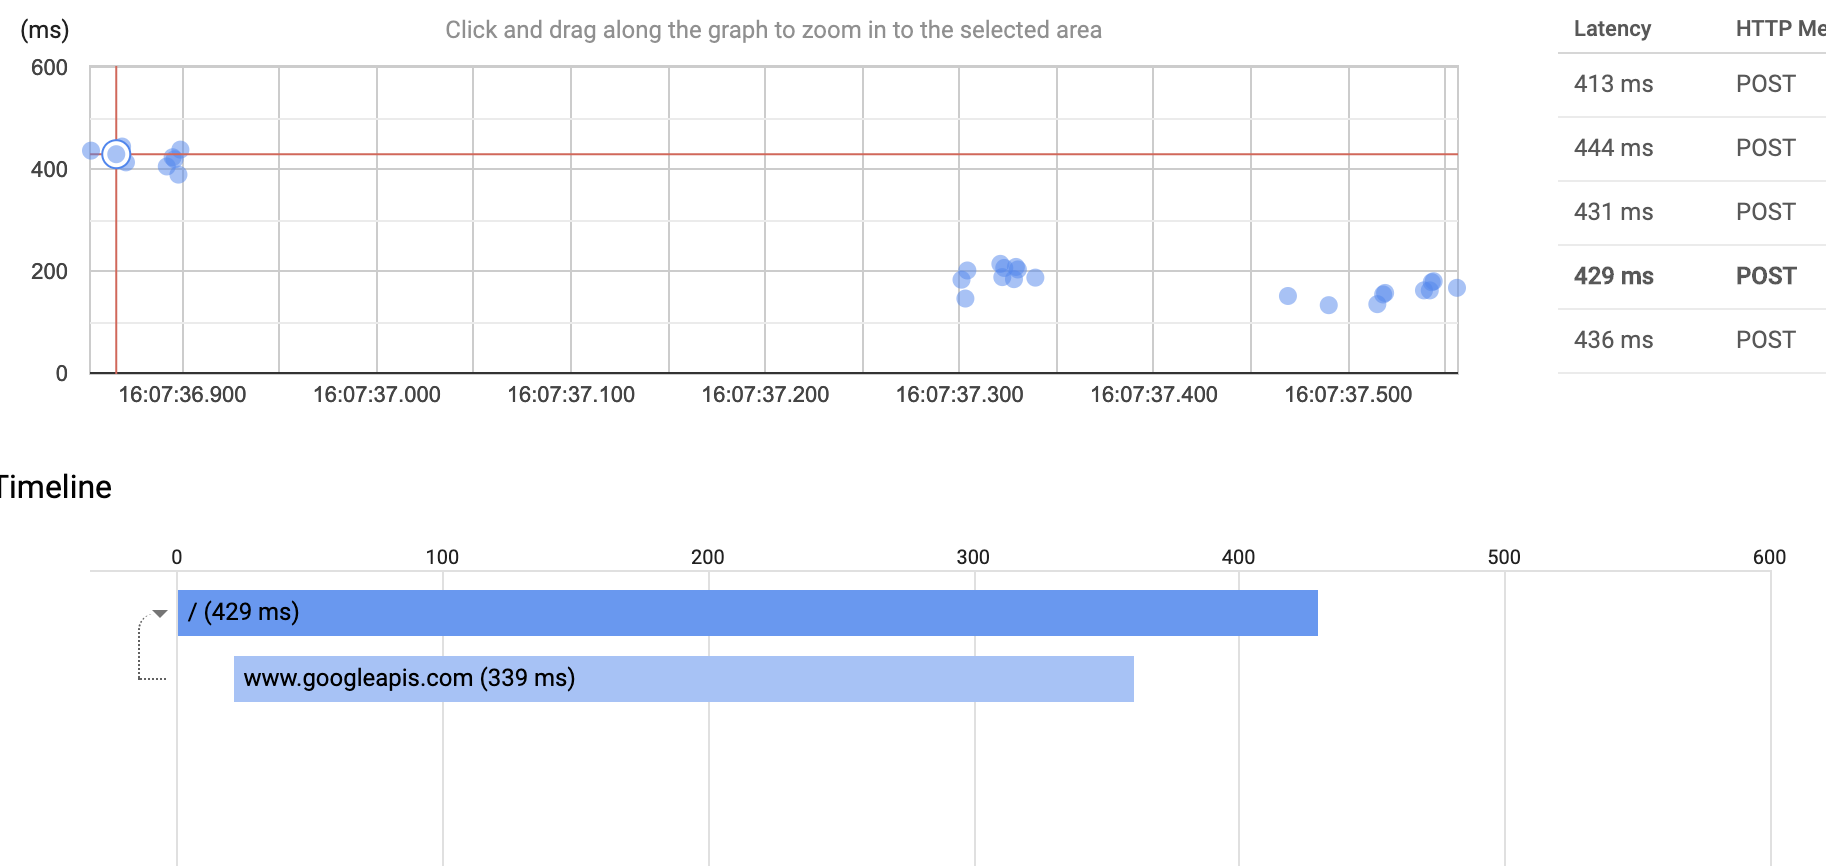 (ms)
Click and drag along the graph to zoom in to the selected area
600
400
200
0
16:07:36.900 16:07:37.000 16:07:37.100 16:07:37.200 16:07:37.300 16:07:37.400 16:07:37.500
Latency HTTP Me
413 ms POST
444 ms POST
431 ms POST
429 ms POST
436 ms POST
Timeline
0 100 200 300 400 500 600
/ (429 ms)
www.googleapis.com (339 ms)